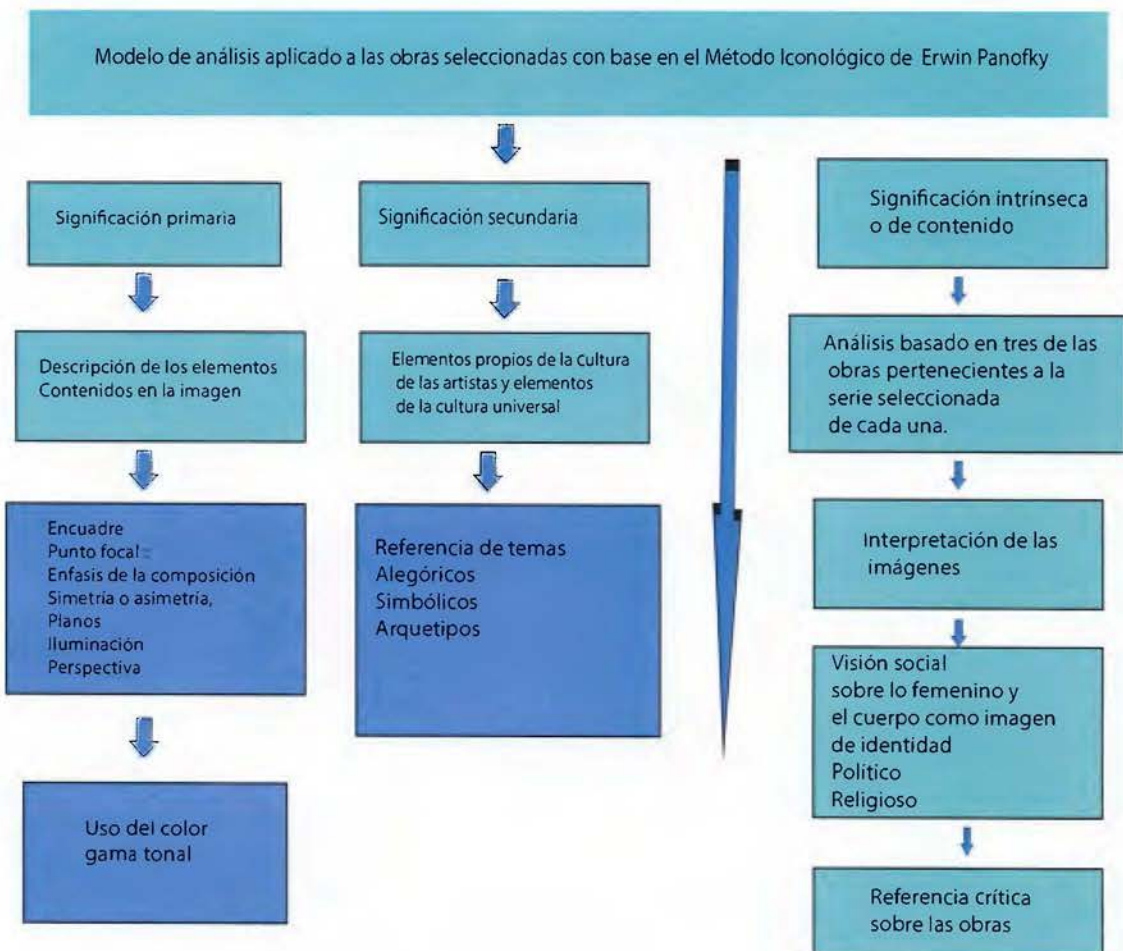 Modelo de análisis aplicado a las obras seleccionadas con base en el Método Iconológico de Erwin Panofky
Significación primaria
Descripción de los elementos
Contenidos en la imagen
Encuadre
Punto focal
Enfasis de la composición
Simetría o asimetría,
Planos
Iluminación
Perspectiva
Uso del color
gama tonal
Significación secundaria
Elementos propios de la Cultura
de las artistas y elementos
de la cultura universal
Referencia de temas
Alegóricos
Simbólicos
Arquetipos
Significación intrínseca
o de contenido
Análisis basado en tres de las
obras pertenecientes a la
serie seleccionada
de cada una.
Interpretación de las
imágenes
Visión social
sobre lo femenino y
el cuerpo como imagen
de identidad
Político
Religioso
Referencia crítica
sobre las obras